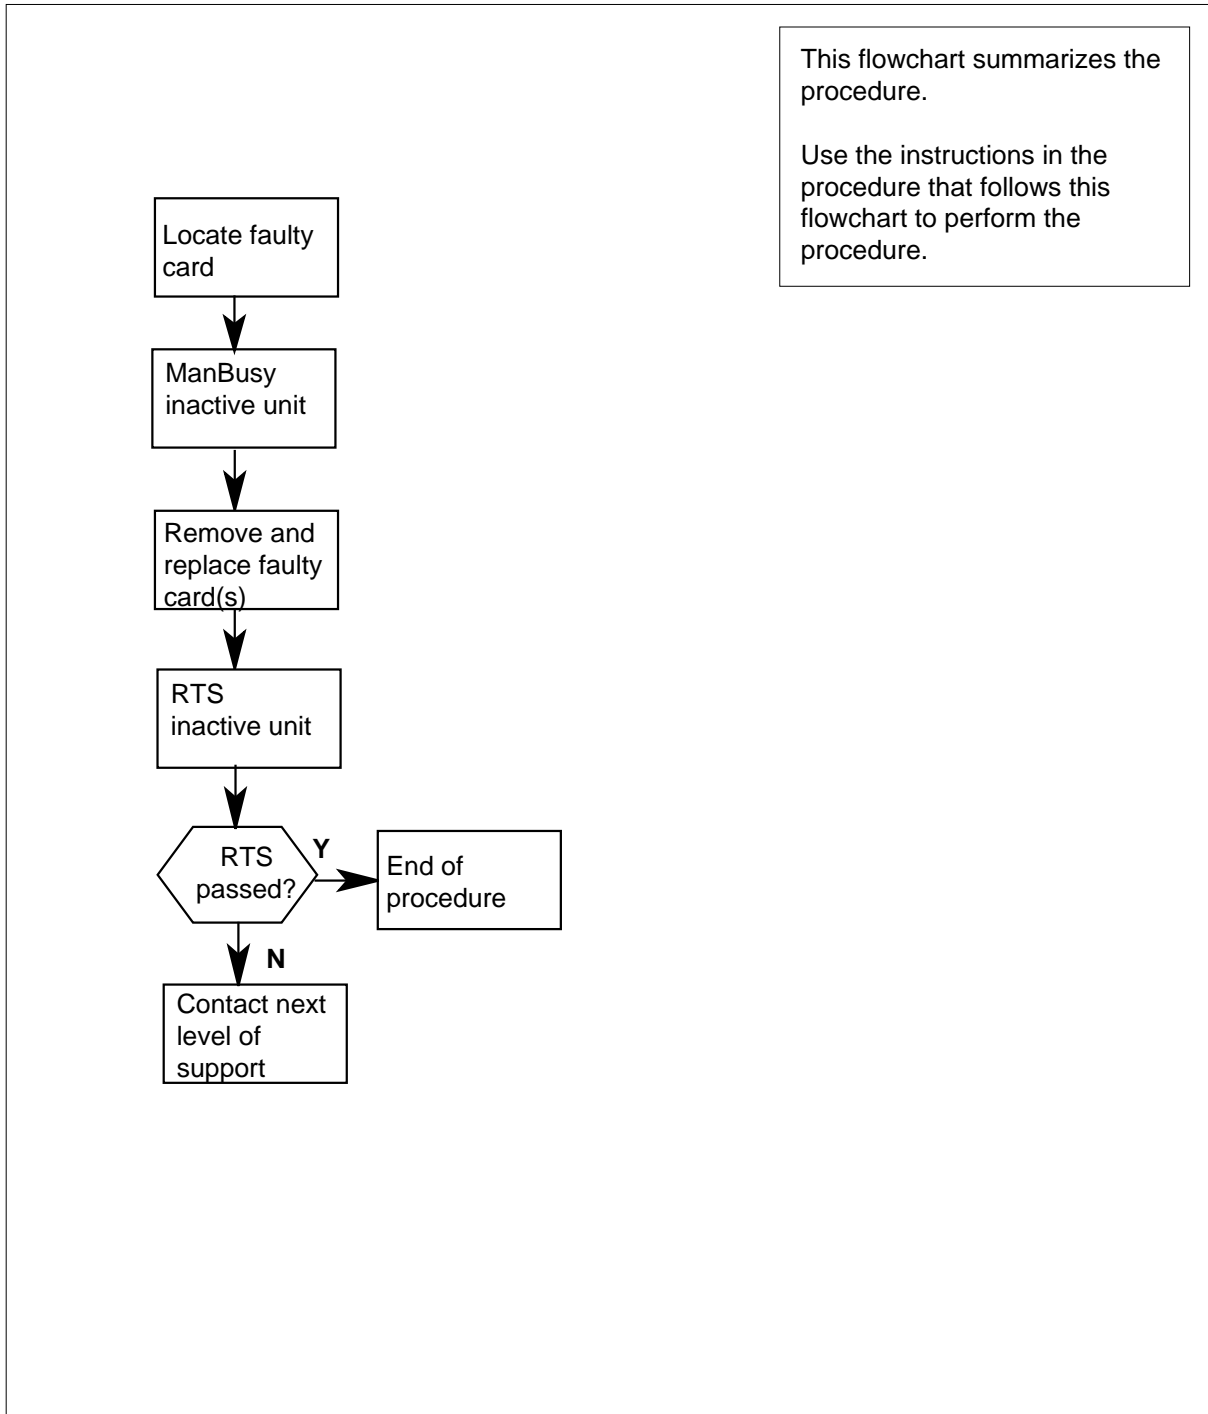 This flowchart summarizes the
procedure.
Use the instructions in the
procedure that follows this
flowchart to perform the
procedure.
Locate faulty
card
ManBusy
inactive unit
Remove and
replace faulty
card(s)
RTS
inactive unit
RTS
passed?
Y
End of
procedure
N
Contact next
level of
support